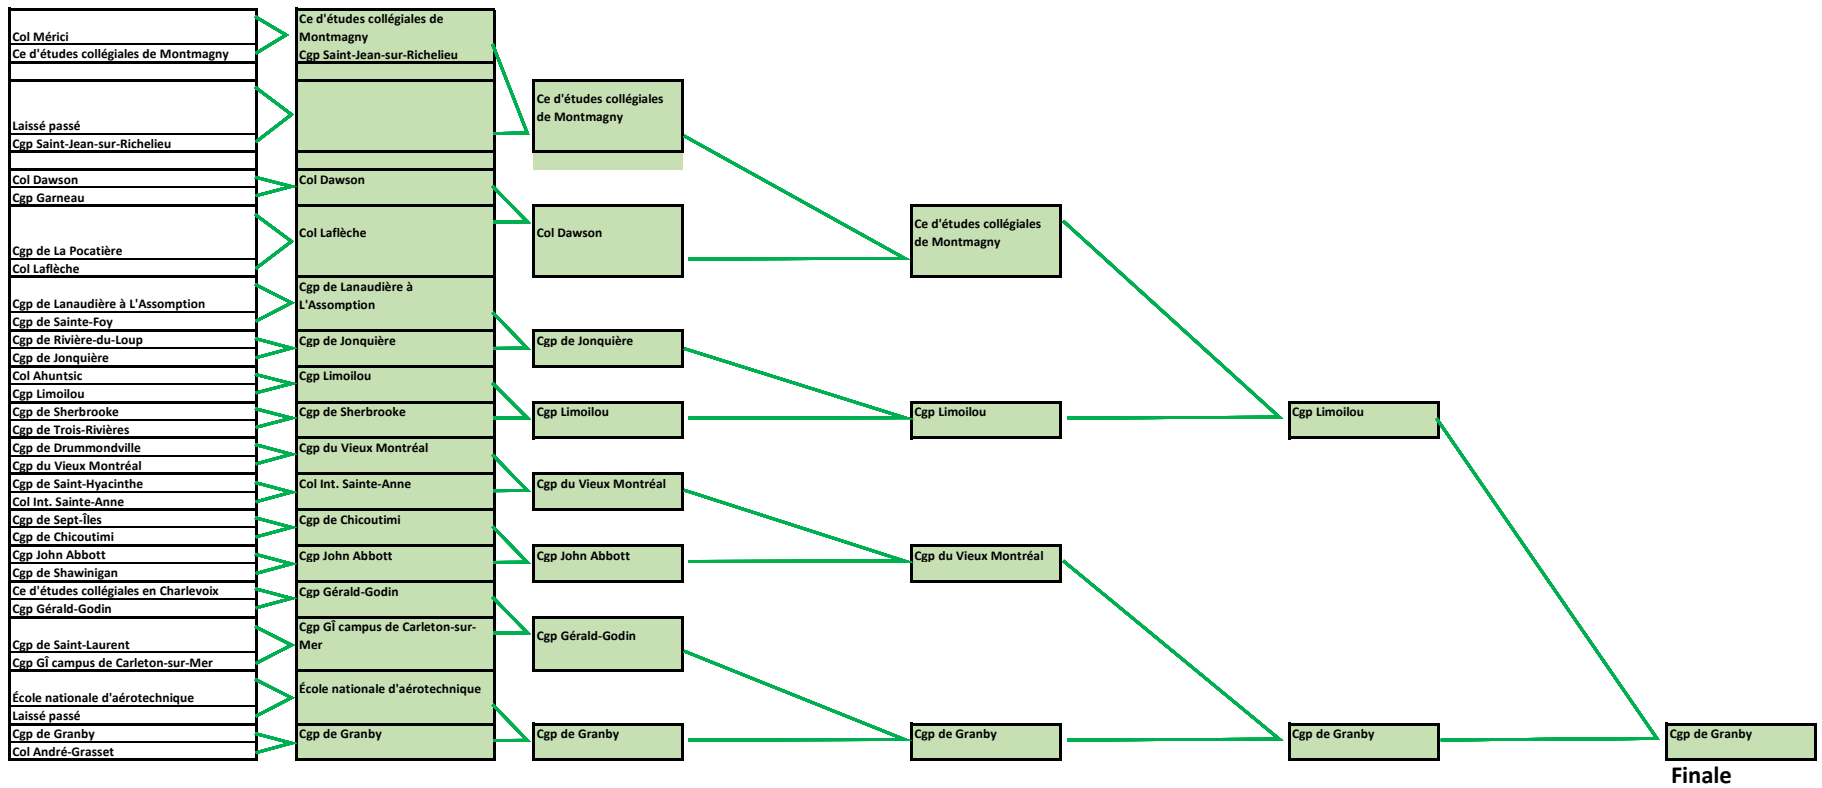 Col Mérici
Ce d'études collégiales de Montmagny
Laissé passé
Cgp Saint-Jean-sur-Richelieu
Col Dawson
Cgp Garneau
Cgp de La Pocatière
Col Laflèche
Cgp de Lanaudière à L'Assomption
Cgp de Sainte-Foy
Cgp de Rivière-du-Loup
Cgp de Jonquière
Col Ahuntsic
Cgp Limoilou
Cgp de Sherbrooke
Cgp de Trois-Rivières
Cgp de Drummondville
Cgp du Vieux Montréal
Cgp de Saint-Hyacinthe
Col Int. Sainte-Anne
Cgp de Sept-Îles
Cgp de Chicoutimi
Cgp John Abbott
Cgp de Shawinigan
Ce d'études collégiales en Charlevoix
Cgp Gérald-Godin
Cgp de Saint-Laurent
Cgp GÎ campus de Carleton-sur-Mer
École nationale d'aérotechnique
Laissé passé
Cgp de Granby
Col André-Grasset
Ce d'études collégiales de
Montmagny
Cgp Saint-Jean-sur-Richelieu
Col Dawson
Col Laflèche
Cgp de Lanaudière à
L'Assomption
Cgp de Jonquière
Cgp Limoilou
Cgp de Sherbrooke
Cgp du Vieux Montréal
Col Int. Sainte-Anne
Cgp de Chicoutimi
Cgp John Abbott
Cgp Gérald-Godin
Cgp GÎ campus de Carleton-sur-
Mer
École nationale d'aérotechnique
Cgp de Granby
Ce d'études collégiales
de Montmagny
Col Dawson
Cgp de Jonquière
Cgp Limoilou
Cgp du Vieux Montréal
Cgp John Abbott
Cgp Gérald-Godin
Cgp de Granby
Ce d'études collégiales
de Montmagny
Cgp Limoilou
Cgp du Vieux Montréal
Cgp de Granby
Cgp Limoilou
Cgp de Granby
Cgp de Granby
Finale